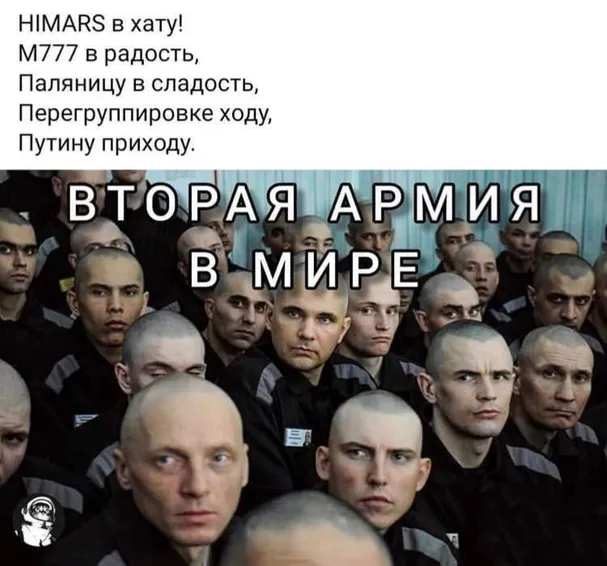 HIMARS в хату!
М777 в радость,
Паляницу в сладость,
Перегруппировке ходу,
Путину приходу.
ВТОРАЯ АРМИЯ
В МИРЕ